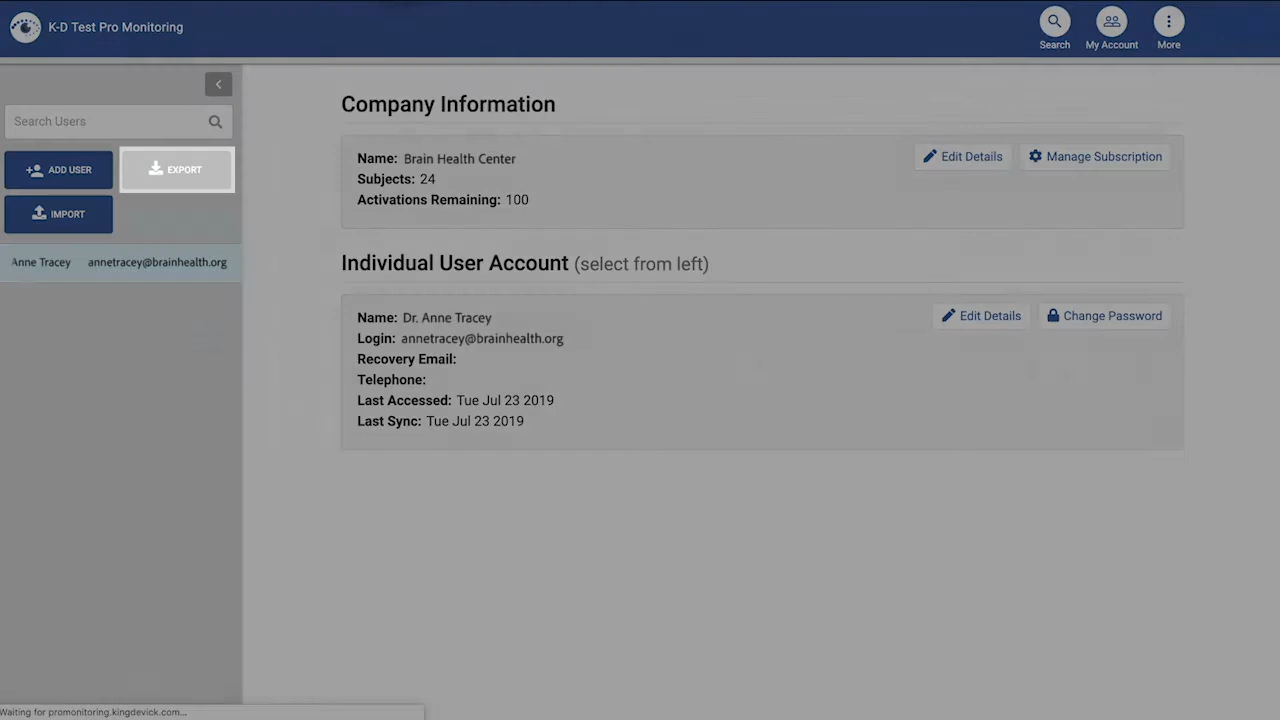 K-D Test Pro Monitoring
Search
My Account
More
Search Users
ADD USER
EXPORT
IMPORT
Anne Tracey annetracey@brainhealth.org
Company Information
Name: Brain Health Center
Subjects: 24
Activations Remaining: 100
Edit Details
Manage Subscription
Individual User Account (select from left)
Name: Dr. Anne Tracey
Login: annetracey@brainhealth.org
Recovery Email:
Telephone:
Last Accessed: Tue Jul 23 2019
Last Sync: Tue Jul 23 2019
Edit Details
Change Password
Waiting for promonitoring.kingdevick.com...